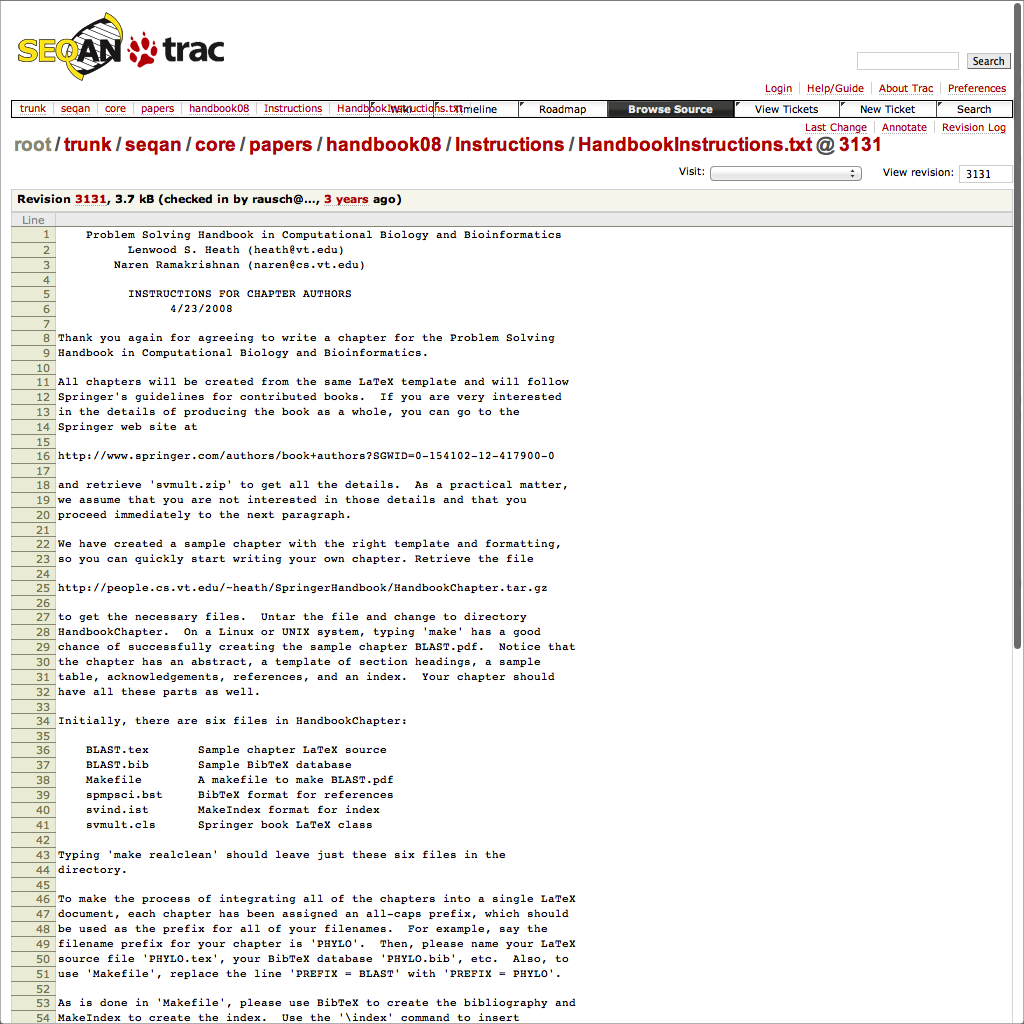 SEQAN trac
Search
Login Help/Guide About Trac Preferences
trunk seqan core papers handbook08 Instructions HandbookInstructions.txt Wiki Timeline Roadmap Browse Source View Tickets New Ticket Search
Last Change Annotate Revision Log
root/trunk/seqan/core/papers/handbook08/Instructions/HandbookInstructions.txt @ 3131
Visit: View revision: 3131
Revision 3131, 3.7 kB (checked in by rausch@..., 3 years ago)
Line
1 Problem Solving Handbook in Computational Biology and Bioinformatics
2 Lenwood S. Heath (heath@vt.edu)
3 Naren Ramakrishnan (naren@cs.vt.edu)
4
5 INSTRUCTIONS FOR CHAPTER AUTHORS
6 4/23/2008
7
8 Thank you again for agreeing to write a chapter for the Problem Solving
9 Handbook in Computational Biology and Bioinformatics.
10
11 All chapters will be created from the same LaTeX template and will follow
12 Springer's guidelines for contributed books.  If you are very interested
13 in the details of producing the book as a whole, you can go to the
14 Springer web site at
15
16 http://www.springer.com/authors/book+authors?SGWID=0-154102-12-417900-0
17
18 and retrieve 'svmult.zip' to get all the details.  As a practical matter,
19 we assume that you are not interested in those details and that you
20 proceed immediately to the next paragraph.
21
22 We have created a sample chapter with the right template and formatting,
23 so you can quickly start writing your own chapter. Retrieve the file
24
25 http://people.cs.vt.edu/~heath/SpringerHandbook/HandbookChapter.tar.gz
26
27 to get the necessary files.  Untar the file and change to directory
28 HandbookChapter.  On a Linux or UNIX system, typing 'make' has a good
29 chance of successfully creating the sample chapter BLAST.pdf.  Notice that
30 the chapter has an abstract, a template of section headings, a sample
31 table, acknowledgements, references, and an index.  Your chapter should
32 have all these parts as well.
33
34 Initially, there are six files in HandbookChapter:
35
36 BLAST.tex Sample chapter LaTeX source
37 BLAST.bib Sample BibTeX database
38 Makefile A makefile to make BLAST.pdf
39 spmpsci.bst BibTeX format for references
40 svind.ist MakeIndex format for index
41 svmult.cls Springer book LaTeX class
42
43 Typing 'make realclean' should leave just these six files in the
44 directory.
45
46 To make the process of integrating all of the chapters into a single LaTeX
47 document, each chapter has been assigned an all-caps prefix, which should
48 be used as the prefix for all of your filenames.  For example, say the
49 filename prefix for your chapter is 'PHYLO'.  Then, please name your LaTeX
50 source file 'PHYLO.tex', your BibTeX database 'PHYLO.bib', etc.  Also, to
51 use 'Makefile', replace the line 'PREFIX = BLAST' with 'PREFIX = PHYLO'.
52
53 As is done in 'Makefile', please use BibTeX to create the bibliography and
54 MakeIndex to create the index.  Use the '\index' command to insert